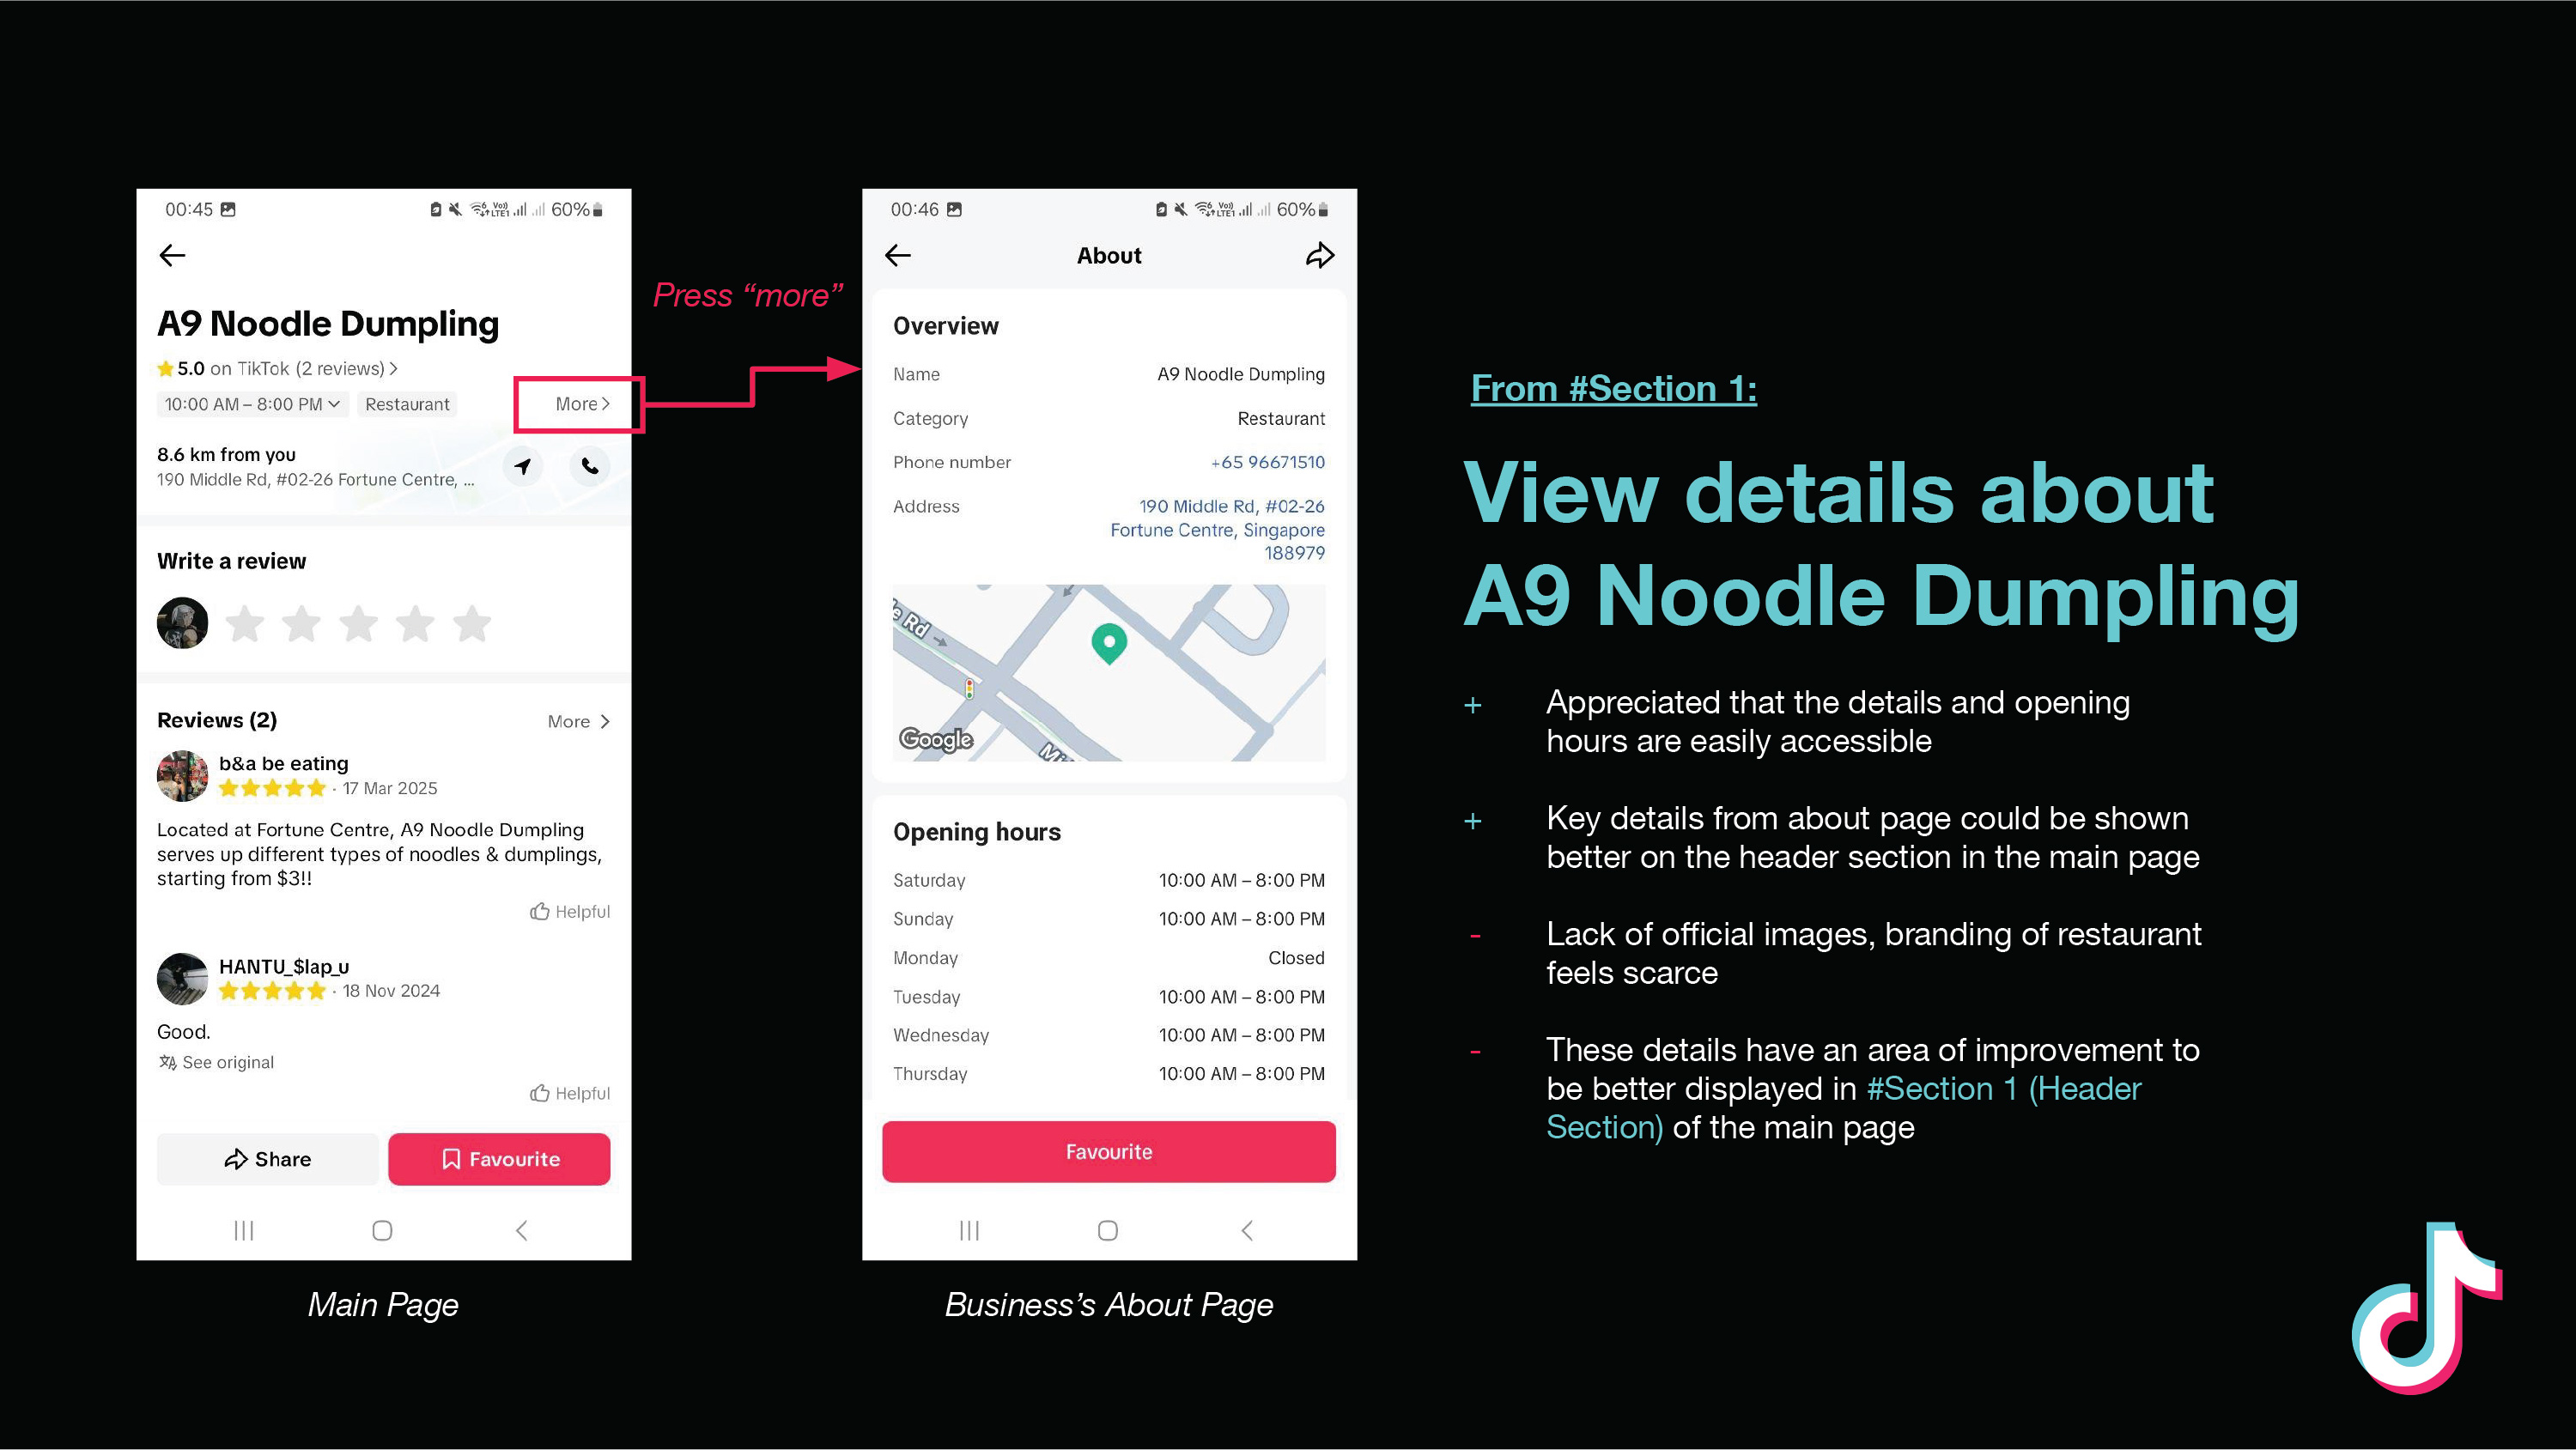 00:45
60%
A9 Noodle Dumpling
5.0 on TikTok (2 reviews) >
10:00 AM – 8:00 PM
Restaurant
More >
8.6 km from you
190 Middle Rd, #02-26 Fortune Centre, ...
Write a review
Reviews (2)
More >
b&a be eating
· 17 Mar 2025
Located at Fortune Centre, A9 Noodle Dumpling
serves up different types of noodles & dumplings,
starting from $3!!
Helpful
HANTU_$lap_u
· 18 Nov 2024
Good.
See original
Helpful
Share
Favourite
Main Page
Press “more”
00:46
60%
About
Overview
Name
A9 Noodle Dumpling
Category
Restaurant
Phone number
+65 96671510
Address
190 Middle Rd, #02-26
Fortune Centre, Singapore
188979
e Rd
Google
Mi
Opening hours
Saturday
10:00 AM – 8:00 PM
Sunday
10:00 AM – 8:00 PM
Monday
Closed
Tuesday
10:00 AM – 8:00 PM
Wednesday
10:00 AM – 8:00 PM
Thursday
10:00 AM – 8:00 PM
Favourite
Business’s About Page
From #Section 1:
View details about
A9 Noodle Dumpling
+ Appreciated that the details and opening
hours are easily accessible
+ Key details from about page could be shown
better on the header section in the main page
- Lack of official images, branding of restaurant
feels scarce
- These details have an area of improvement to
be better displayed in #Section 1 (Header
Section) of the main page